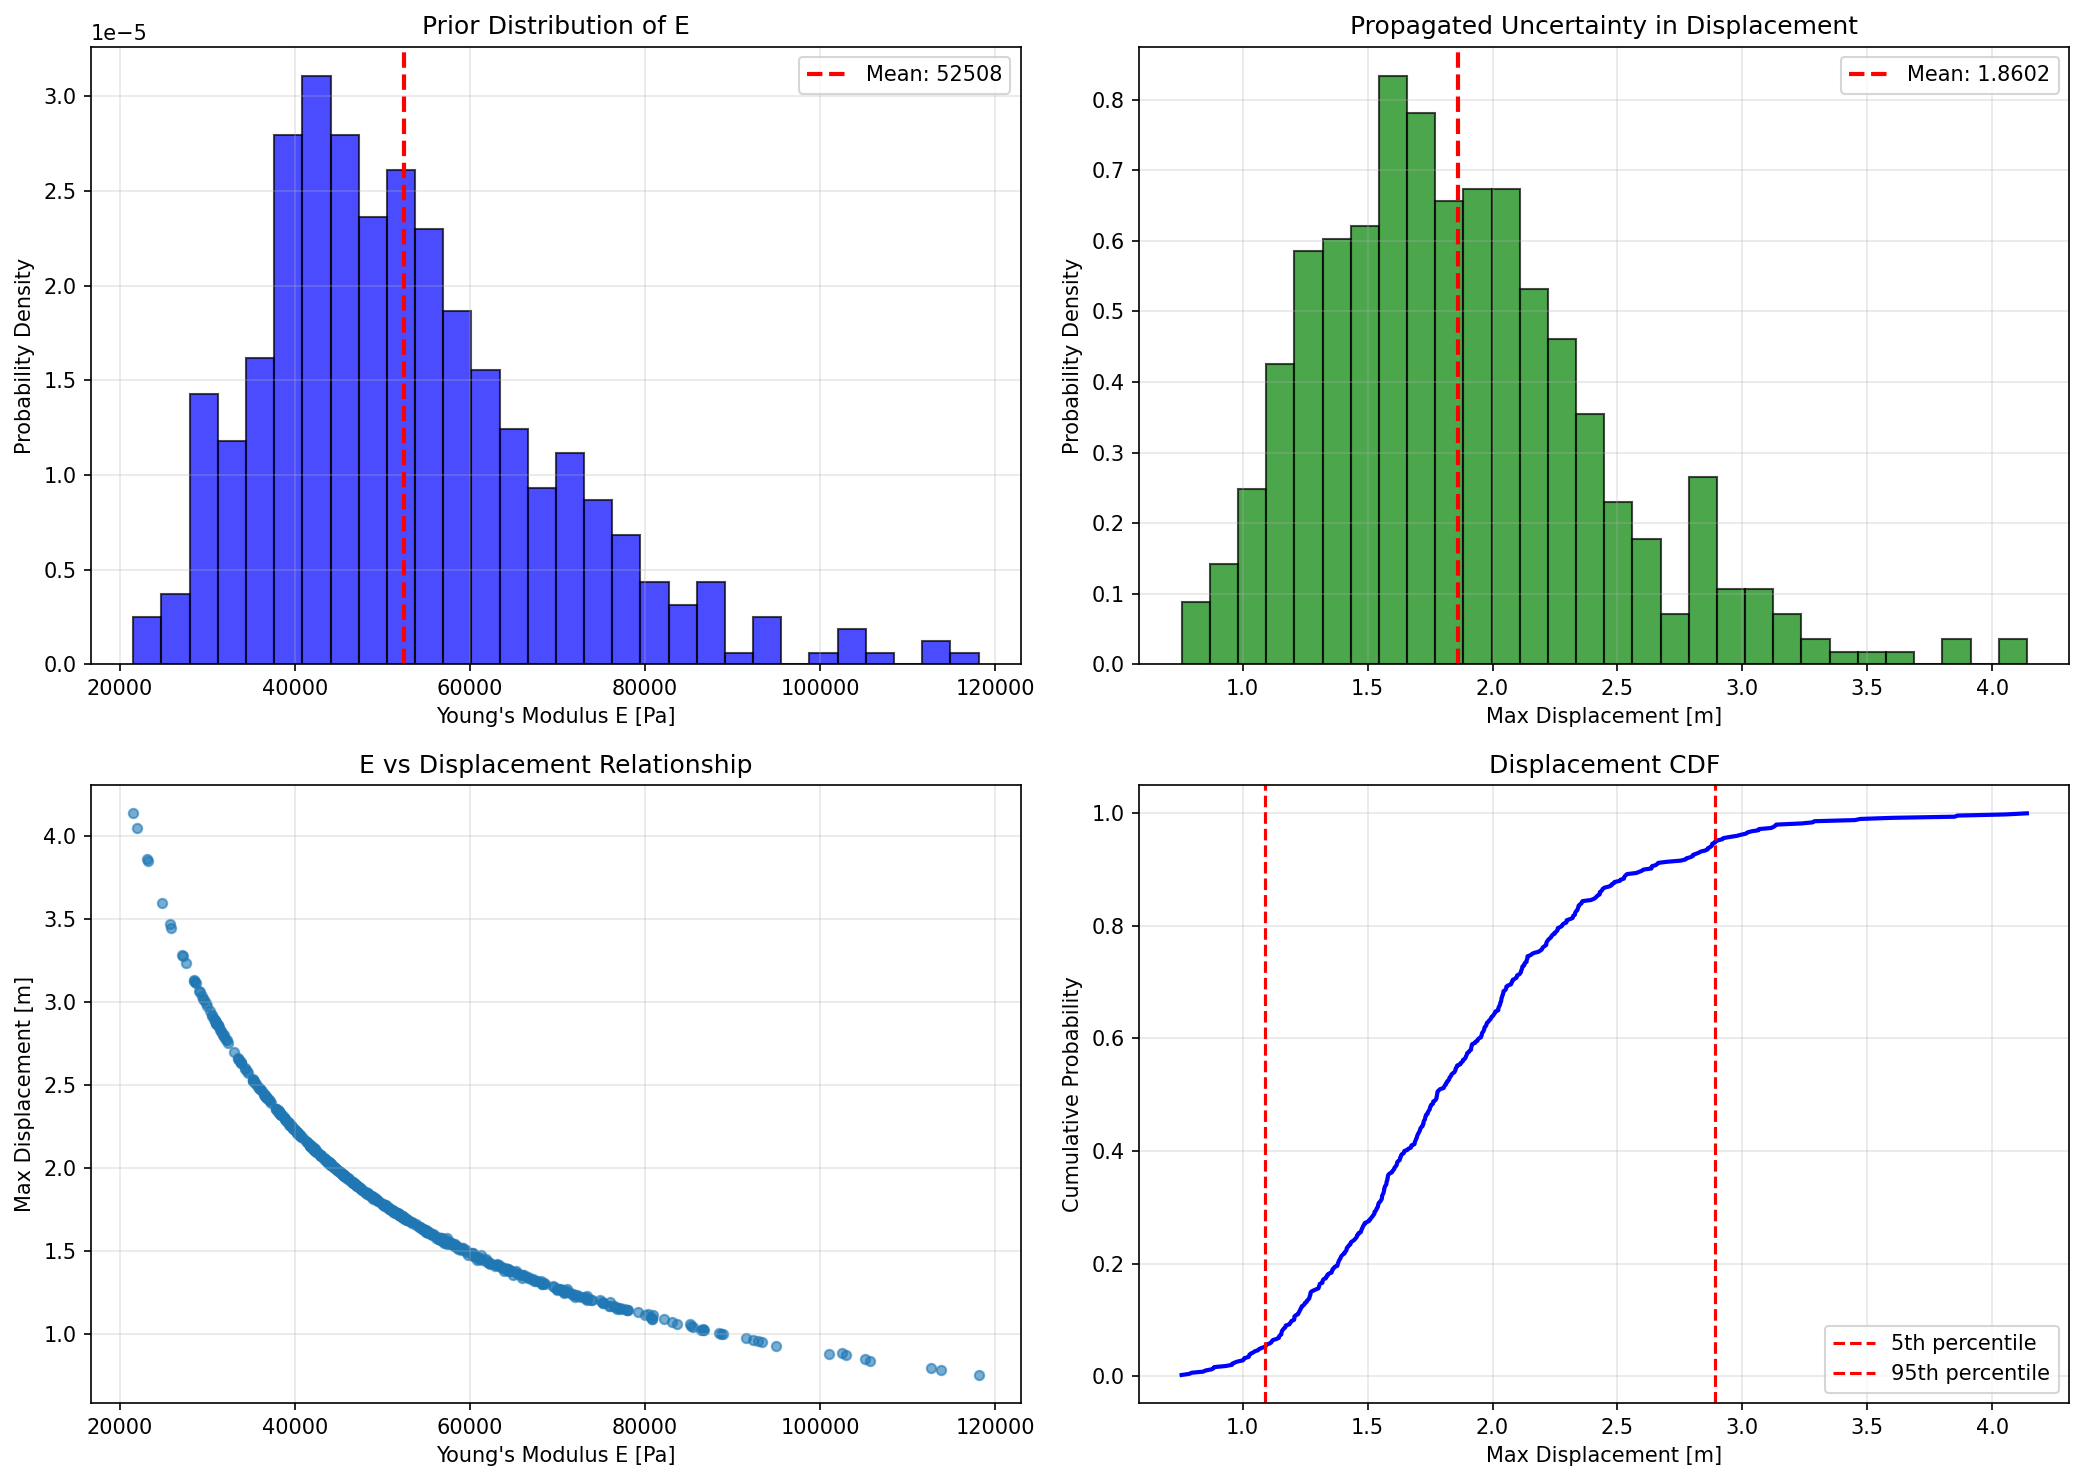 Prior Distribution of E
1e−5
Mean: 52508
Probability Density
3.0
2.5
2.0
1.5
1.0
0.5
0.0
20000 40000 60000 80000 100000 120000
Young's Modulus E [Pa]
Propagated Uncertainty in Displacement
Mean: 1.8602
Probability Density
0.8
0.7
0.6
0.5
0.4
0.3
0.2
0.1
0.0
1.0 1.5 2.0 2.5 3.0 3.5 4.0
Max Displacement [m]
E vs Displacement Relationship
Max Displacement [m]
4.0
3.5
3.0
2.5
2.0
1.5
1.0
20000 40000 60000 80000 100000 120000
Young's Modulus E [Pa]
Displacement CDF
Cumulative Probability
1.0
0.8
0.6
0.4
0.2
0.0
5th percentile
95th percentile
1.0 1.5 2.0 2.5 3.0 3.5 4.0
Max Displacement [m]